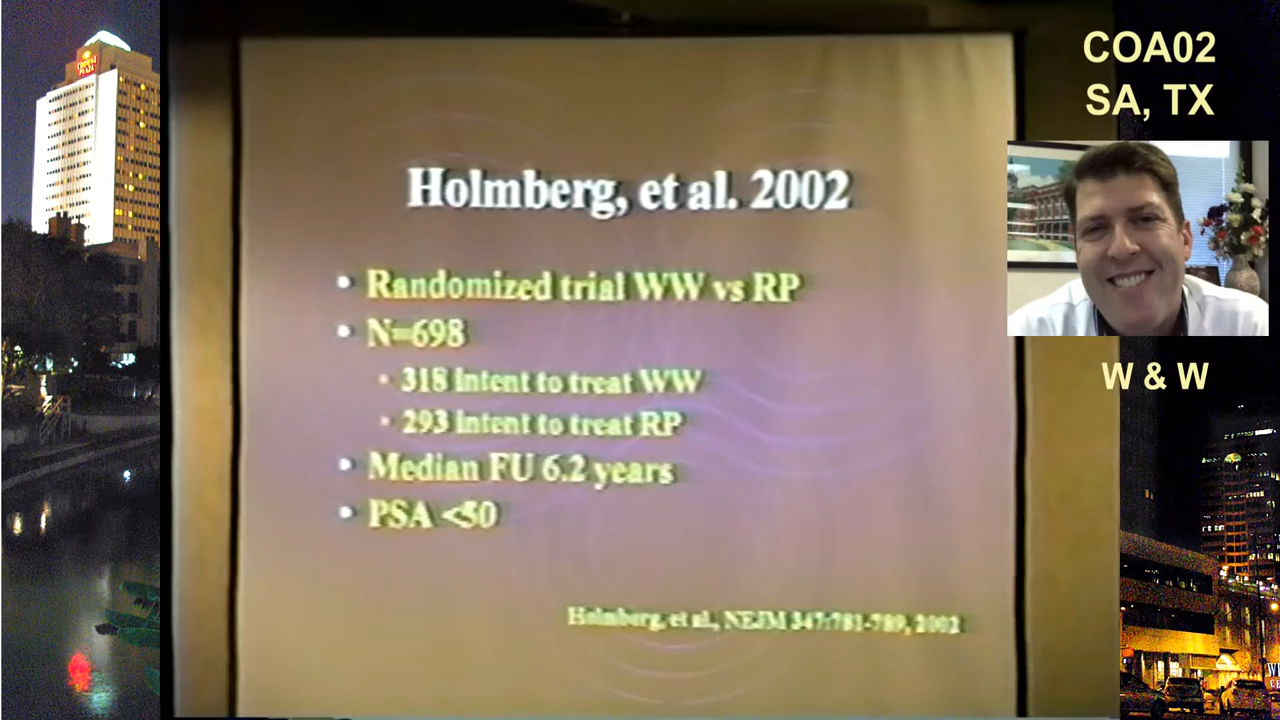 COA02
SA, TX
Holmberg, et al. 2002
• Randomized trial WW vs RP
• N=698
• 318 intent to treat WW
• 293 intent to treat RP
• Median FU 6.2 years
• PSA <50
Holmberg, et al., NEJM 347:781-789, 2002
W & W
CROWNE PLAZA